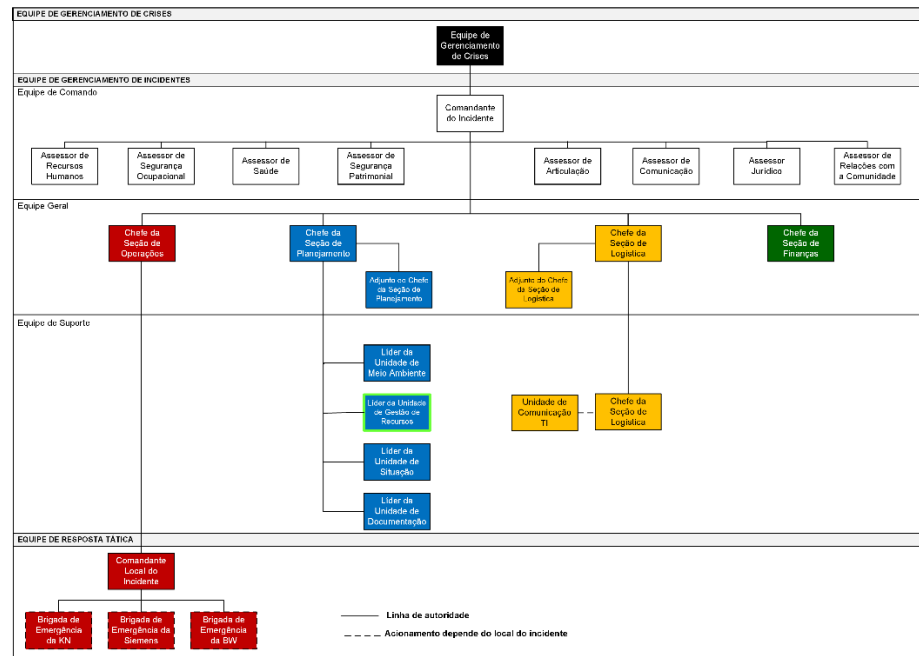 EQUIPE DE GERENCIAMENTO DE CRISES
Equipe de
Gerenciamento
de Crises
EQUIPE DE GERENCIAMENTO DE INCIDENTES
Equipe de Comando
Comandante
do Incidente
Assessor de
Recursos
Humanos
Assessor de
Segurança
Ocupacional
Assessor de
Saúde
Assessor de
Segurança
Patrimonial
Assessor de
Articulação
Assessor de
Comunicação
Assessor
Jurídico
Assessor de
Relações com
a Comunidade
Equipe Geral
Chefe da
Seção de
Operações
Chefe da
Seção de
Planejamento
Chefe da
Seção de
Logística
Chefe da
Seção de
Finanças
Adjunto do Chefe
da Seção de
Planejamento
Adjunto do Chefe
da Seção de
Logística
Equipe de Suporte
Líder da
Unidade de
Meio Ambiente
Líder da Unidade
de Gestão de
Recursos
Unidade de
Comunicação
TI
Chefe da
Seção de
Logística
Líder da
Unidade de
Situação
Líder da
Unidade de
Documentação
EQUIPE DE RESPOSTA TÁTICA
Comandante
Local do
Incidente
Brigada de
Emergência
da KN
Brigada de
Emergência da
Siemens
Brigada de
Emergência
da BW
Linha de autoridade
Acionamento depende do local do incidente